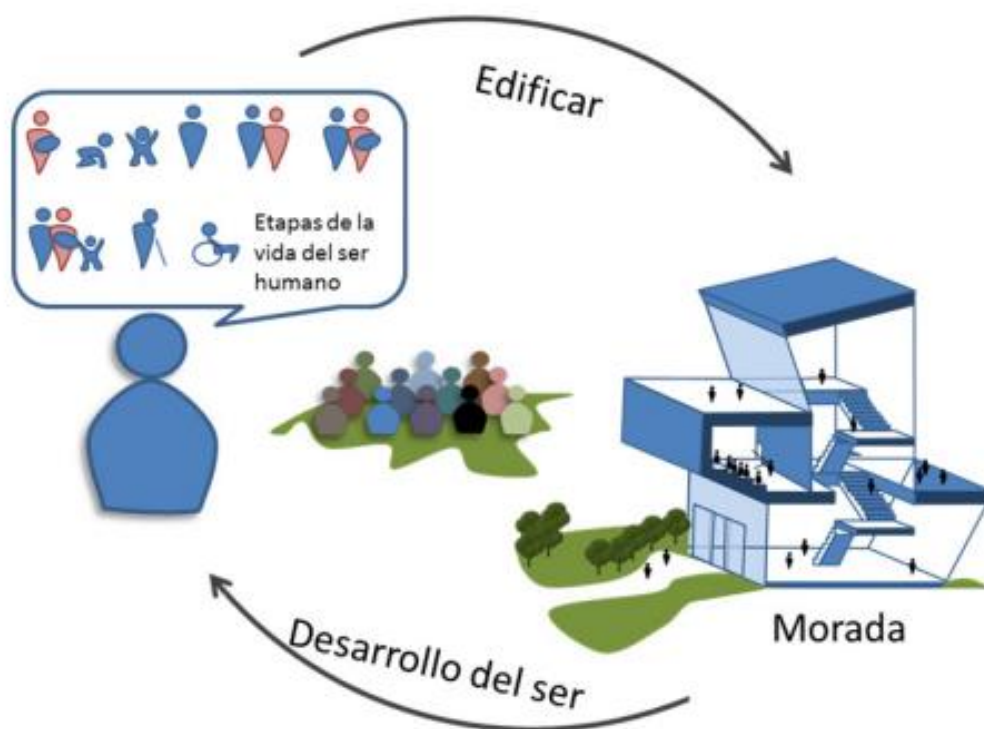 Edificar
Etapas de la
vida del ser
humano
Morada
Desarrollo del ser